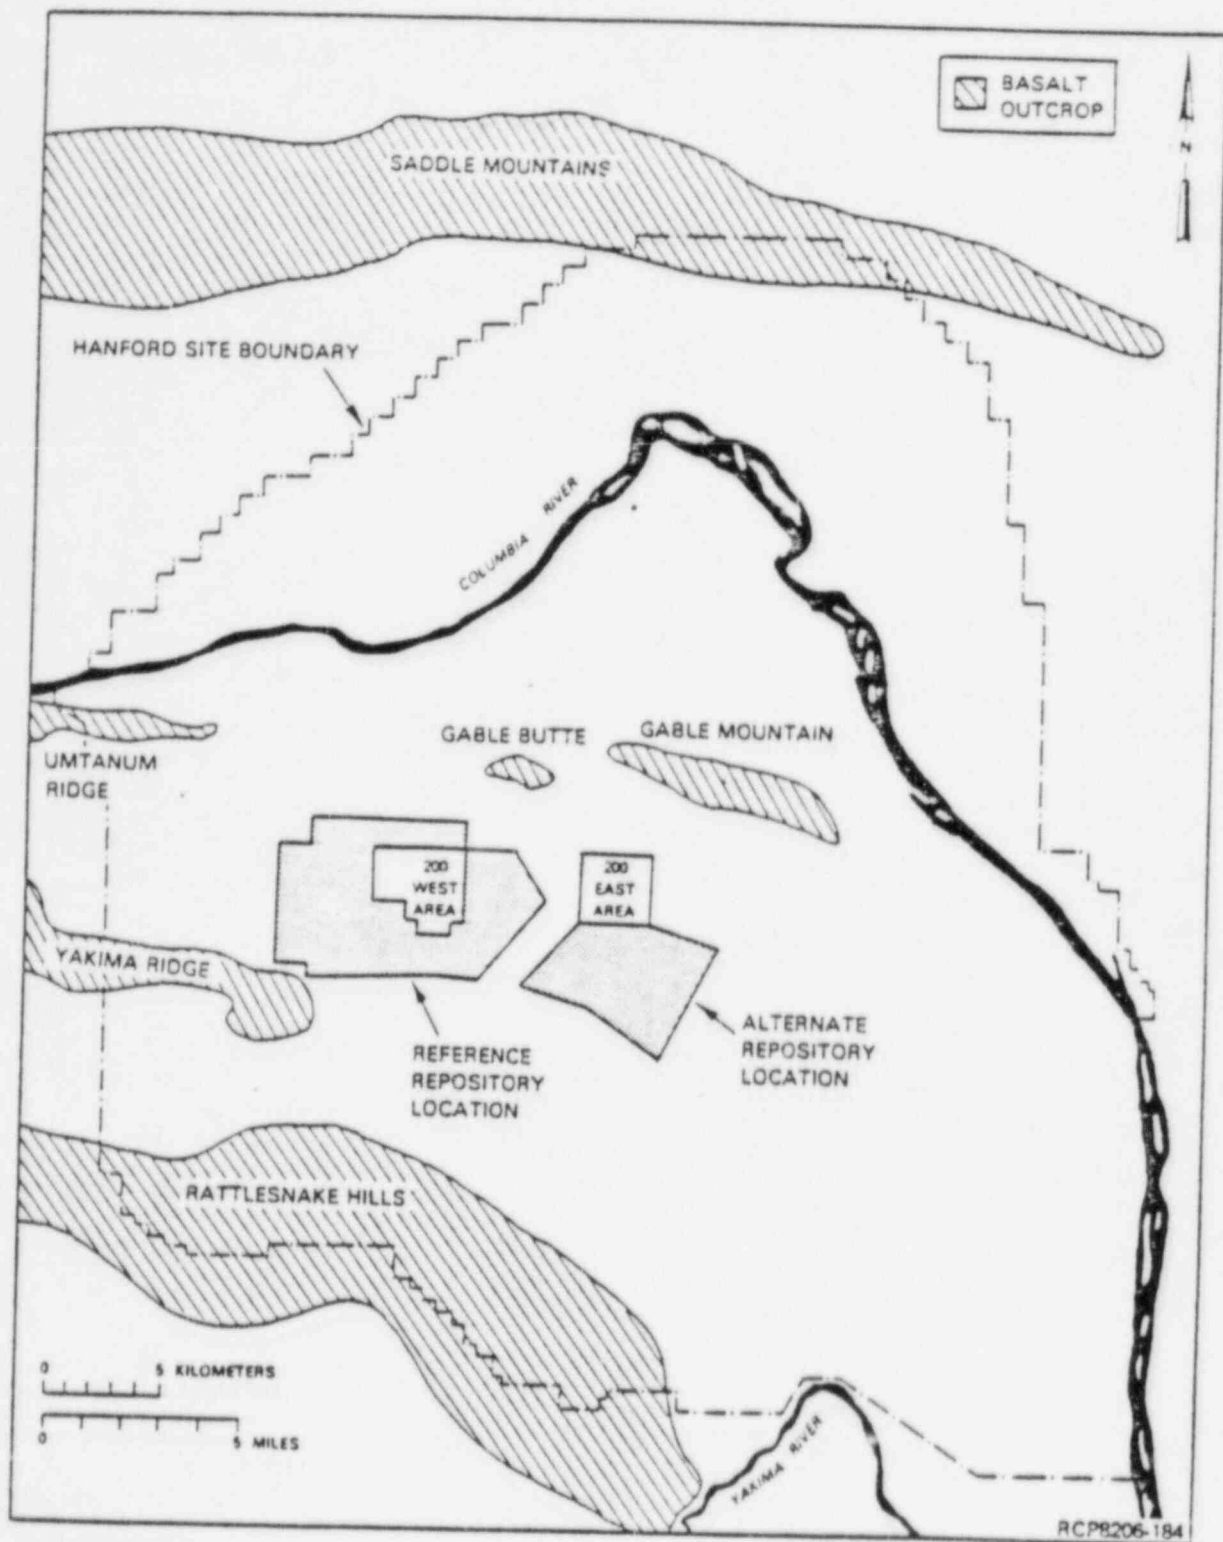 BASALT
OUTCROP
N
SADDLE MOUNTAINS
HANFORD SITE BOUNDARY
COLUMBIA RIVER
GABLE BUTTE
GABLE MOUNTAIN
UMTANUM
RIDGE
200
WEST
AREA
200
EAST
AREA
YAKIMA RIDGE
REFERENCE
REPOSITORY
LOCATION
ALTERNATE
REPOSITORY
LOCATION
RATTLESNAKE HILLS
0 5 KILOMETERS
0 5 MILES
YAKIMA RIVER
RCP8206-184